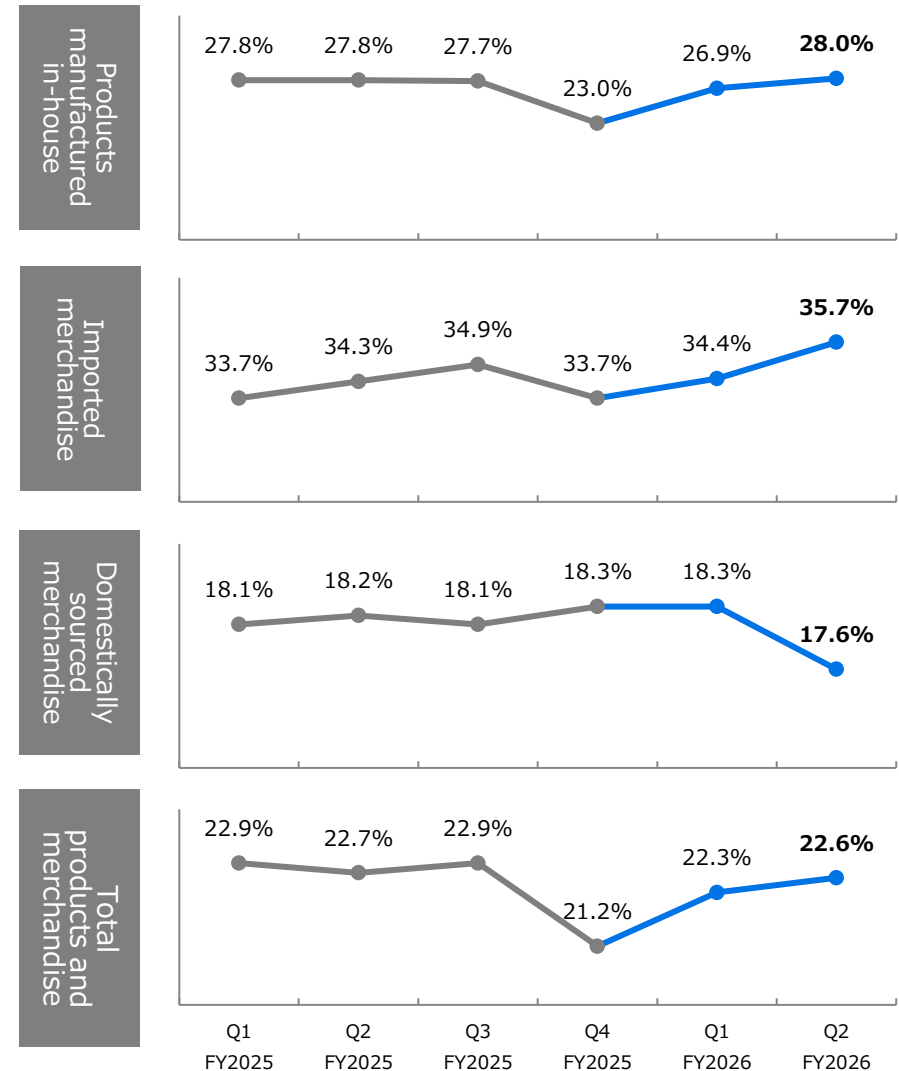 Products
manufactured
in-house
27.8%
27.8%
27.7%
23.0%
26.9%
28.0%
Imported
merchandise
33.7%
34.3%
34.9%
33.7%
34.4%
35.7%
Domestically
sourced
merchandise
18.1%
18.2%
18.1%
18.3%
18.3%
17.6%
Total
products and
merchandise
22.9%
22.7%
22.9%
21.2%
22.3%
22.6%
Q1
FY2025
Q2
FY2025
Q3
FY2025
Q4
FY2025
Q1
FY2026
Q2
FY2026